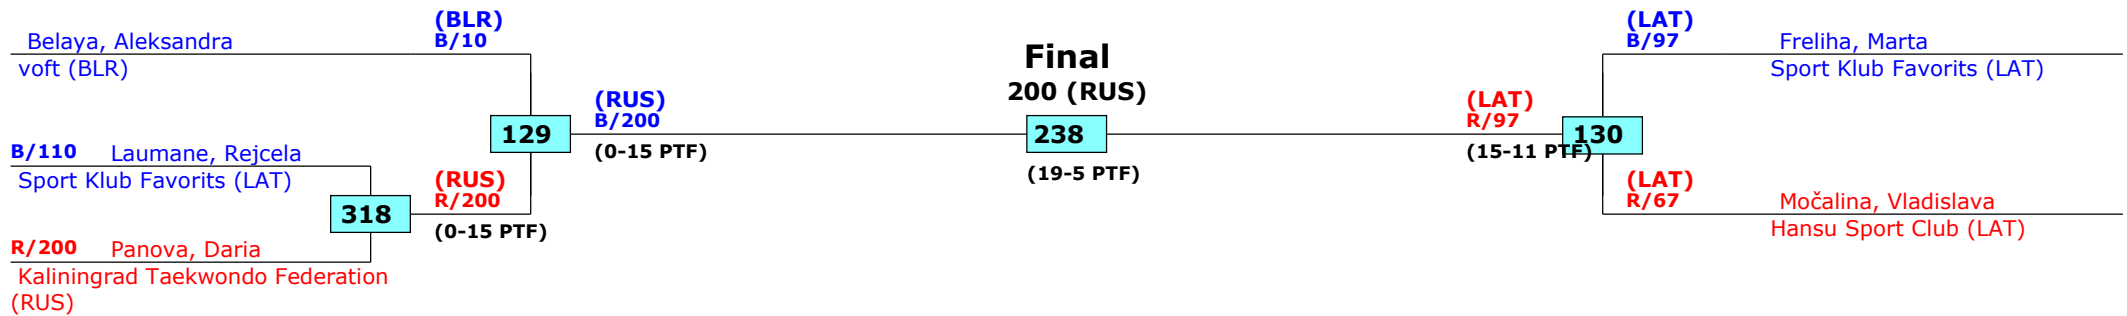 (BLR)
B/10
Belaya, Aleksandra
voft (BLR)
B/110 Laumane, Rejcela
Sport Klub Favorits (LAT)
R/200 Panova, Daria
Kaliningrad Taekwondo Federation
(RUS)
318
(RUS)
R/200
(0-15 PTF)
129
(RUS)
B/200
(0-15 PTF)
Final
200 (RUS)
238
(19-5 PTF)
(LAT)
R/97
(15-11 PTF)
130
(LAT)
B/97
Freliha, Marta
Sport Klub Favorits (LAT)
(LAT)
R/67
Močalina, Vladislava
Hansu Sport Club (LAT)